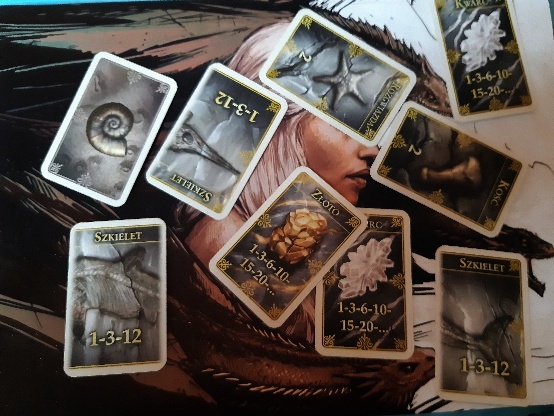 KWARC
1-3-6-10-
15-20-...
2
ROZGWIAZDA
1-3-12
SZKIELET
2
KOŚĆ
ZŁOTO
1-3-6-10-
15-20-...
1-3-6-10-
15-20-...
SZKIELET
1-3-12
SZKIELET
1-3-12